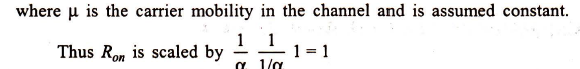 where μ is the carrier mobility in the channel and is assumed constant.
Thus Ron is scaled by 1/α 1/(1/α) 1 = 1